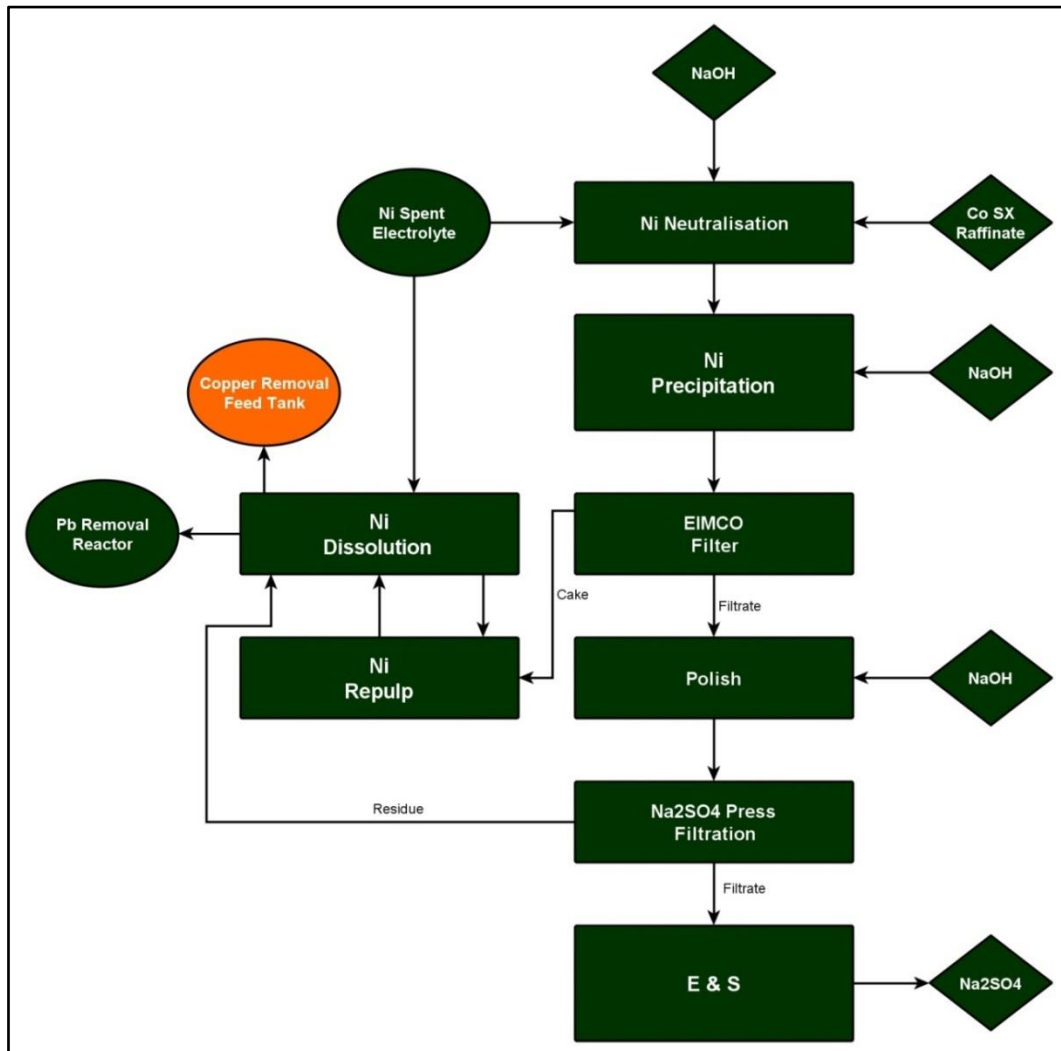 NaOH
Ni Spent
Electrolyte
Ni Neutralisation
Co SX
Raffinate
Copper Removal
Feed Tank
Ni
Precipitation
NaOH
Pb Removal
Reactor
Ni
Dissolution
EIMCO
Filter
Cake
Filtrate
Ni
Repulp
Polish
NaOH
Residue
Na2SO4 Press
Filtration
Filtrate
E & S
Na2SO4